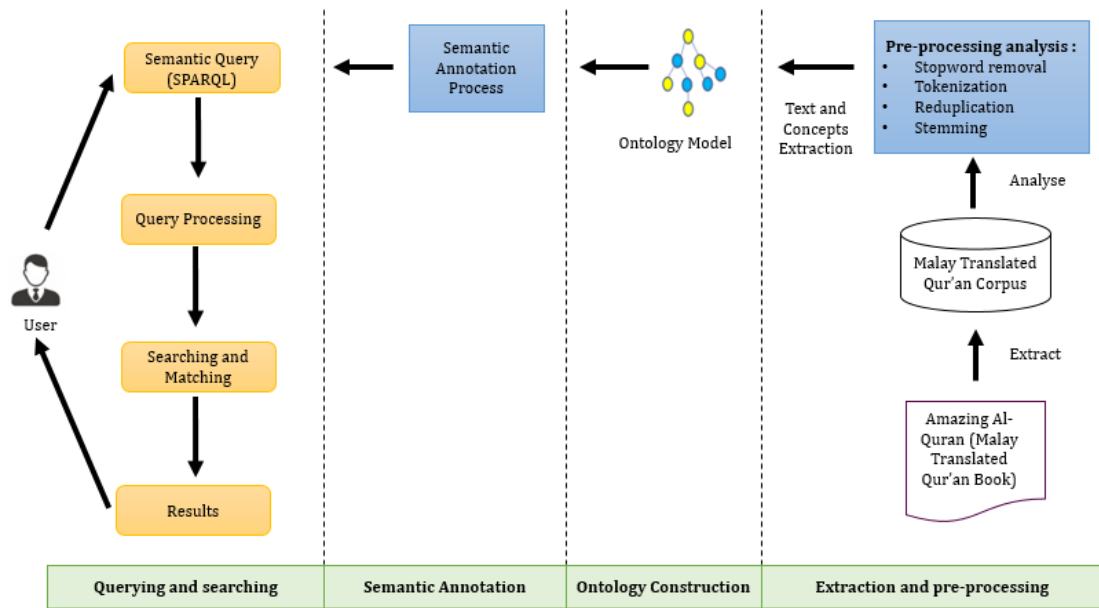 Semantic Query
(SPARQL)
Query Processing
Searching and
Matching
Results
User
Semantic
Annotation
Process
Ontology Model
Text and
Concepts
Extraction
Pre-processing analysis :
• Stopword removal
• Tokenization
• Reduplication
• Stemming
Analyse
Malay Translated
Qur'an Corpus
Extract
Amazing Al-
Quran (Malay
Translated
Qur'an Book)
Querying and searching
Semantic Annotation
Ontology Construction
Extraction and pre-processing